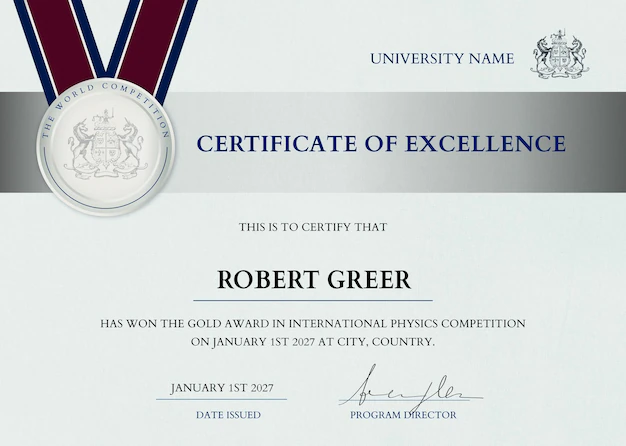 UNIVERSITY NAME
THE WORLD COMPETITION
CERTIFICATE OF EXCELLENCE
THIS IS TO CERTIFY THAT
ROBERT GREER
HAS WON THE GOLD AWARD IN INTERNATIONAL PHYSICS COMPETITION
ON JANUARY 1ST 2027 AT CITY, COUNTRY.
JANUARY 1ST 2027
DATE ISSUED
PROGRAM DIRECTOR